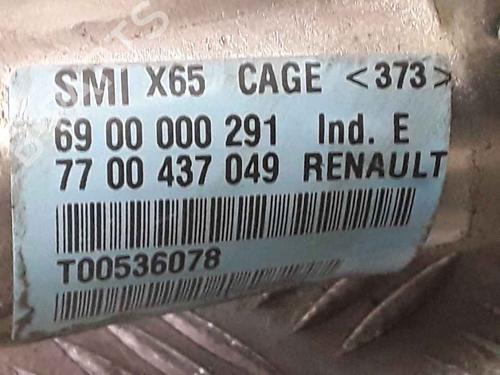 SMI X65 CAGE <373>
69 00 000 291 Ind. E
77 00 437 049 RENAULT
T00536078